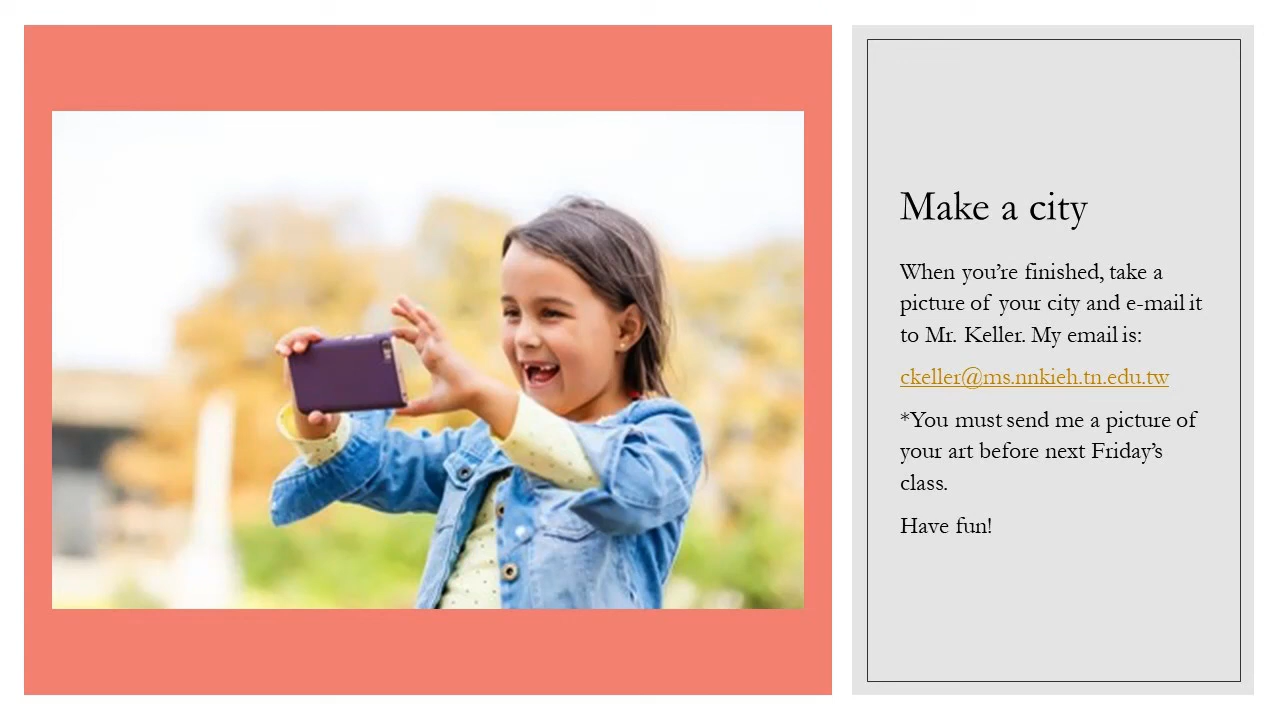 Make a city
When you’re finished, take a
picture of your city and e-mail it
to Mr. Keller. My email is:
ckeller@ms.nnkieh.tn.edu.tw
*You must send me a picture of
your art before next Friday’s
class.
Have fun!